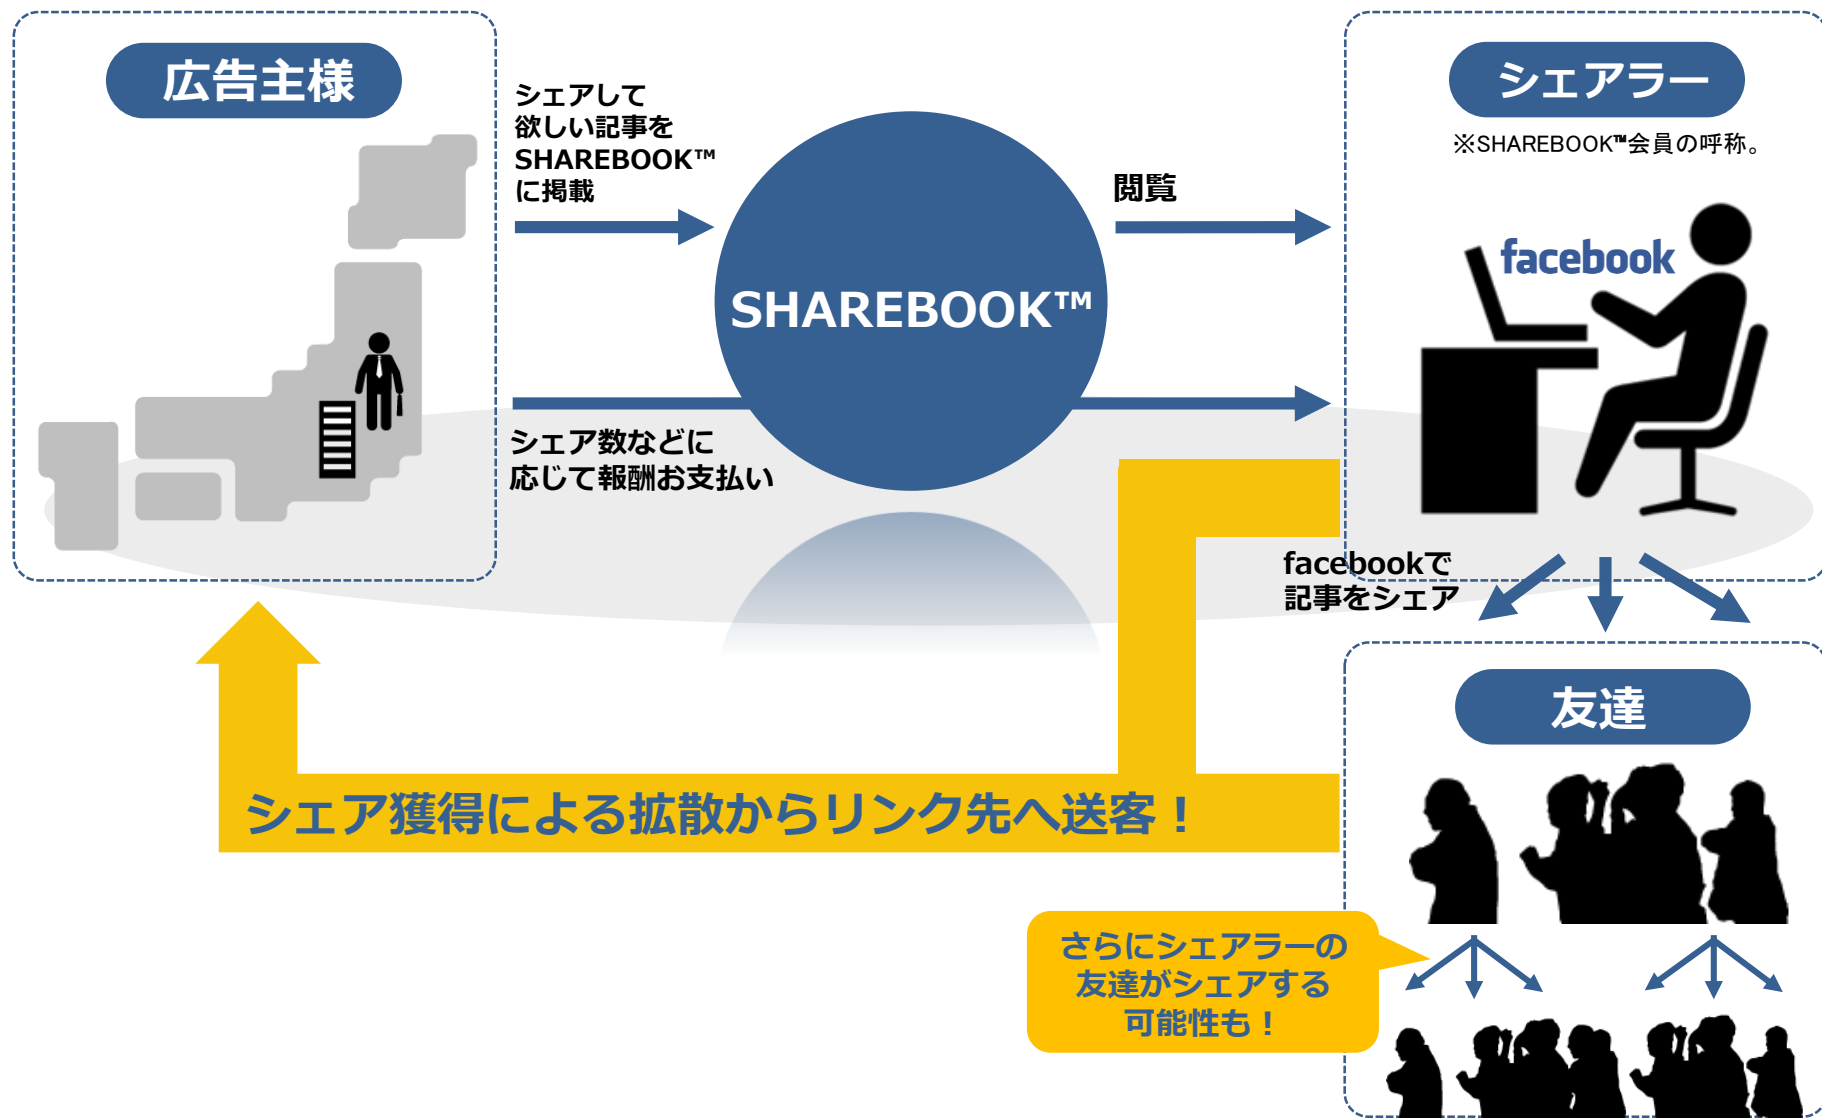 広告主様
シェアして
欲しい記事を
SHAREBOOK™
に掲載
SHAREBOOK™
閲覧
シェアラー
※SHAREBOOK™会員の呼称。
facebook
シェア数などに
応じて報酬お支払い
facebookで
記事をシェア
友達
シェア獲得による拡散からリンク先へ送客！
さらにシェアラーの
友達がシェアする
可能性も！